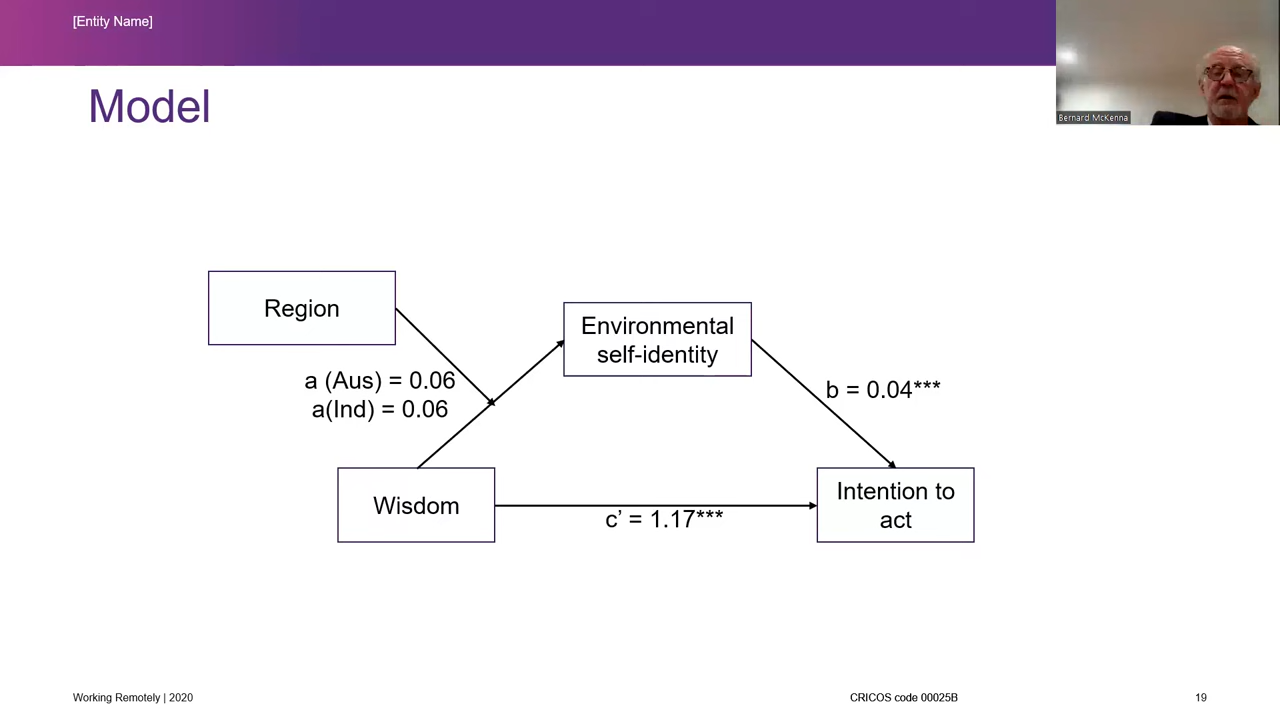 [Entity Name]
Bernard McKenna
Model
Region
Environmental
self-identity
a (Aus) = 0.06
a(Ind) = 0.06
b = 0.04***
Wisdom
Intention to
act
c’ = 1.17***
Working Remotely | 2020
CRICOS code 00025B
19